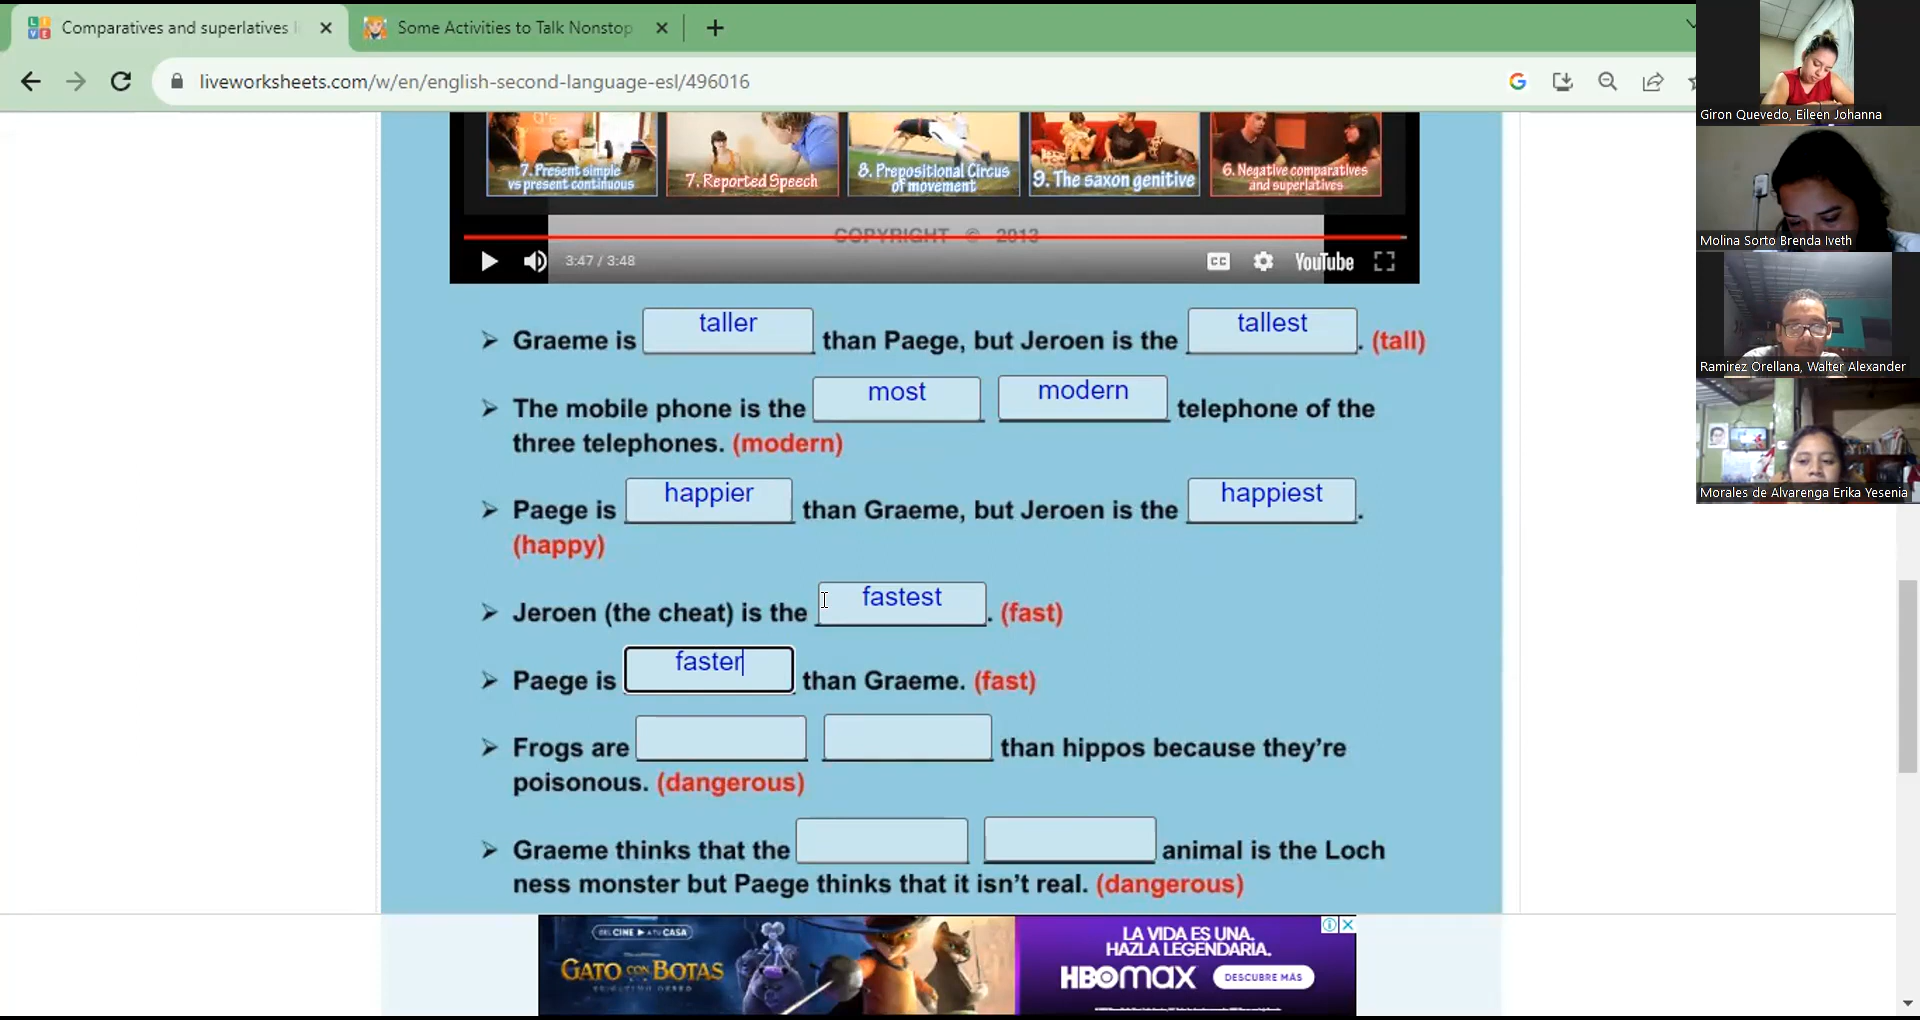 Comparatives and superlatives
Some Activities to Talk Nonstop
liveworksheets.com/w/en/english-second-language-esl/496016
Giron Quevedo, Eileen Johanna
Molina Sorto Brenda Iveth
Ramirez Orellana, Walter Alexander
Morales de Alvarenga Erika Yesenia
7. Present simple
vs present continuous
7. Reported Speech
8. Prepositional Circus
of movement
9. The saxon genitive
6. Negative comparatives
and superlatives
COPYRIGHT © 2013
3:47 / 3:48
CC
YouTube
➢ Graeme is taller than Paege, but Jeroen is the tallest. (tall)
➢ The mobile phone is the most modern telephone of the
three telephones. (modern)
➢ Paege is happier than Graeme, but Jeroen is the happiest.
(happy)
➢ Jeroen (the cheat) is the fastest. (fast)
➢ Paege is faster than Graeme. (fast)
➢ Frogs are than hippos because they're
poisonous. (dangerous)
➢ Graeme thinks that the animal is the Loch
ness monster but Paege thinks that it isn't real. (dangerous)
DEL CINE ▶ A TU CASA
GATO CON BOTAS
LA VIDA ES UNA.
HAZLA LEGENDARIA.
HBOMAX
DESCUBRE MÁS